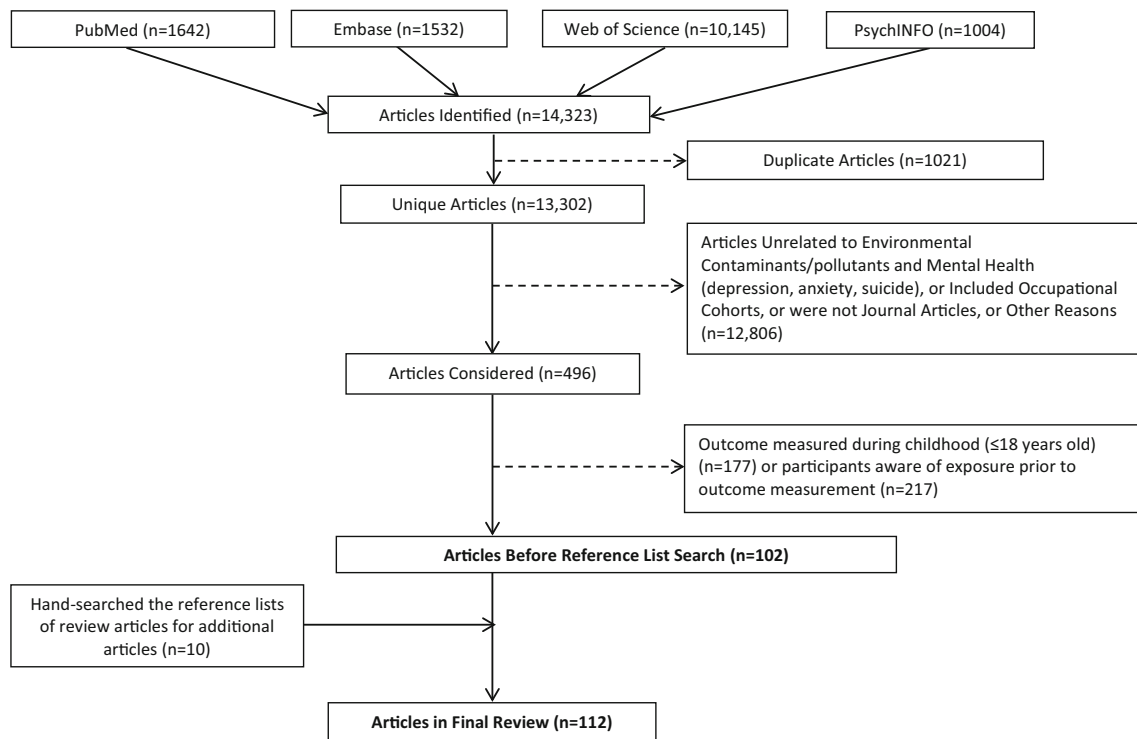 PubMed (n=1642)
Embase (n=1532)
Web of Science (n=10,145)
PsychINFO (n=1004)
Articles Identified (n=14,323)
Duplicate Articles (n=1021)
Unique Articles (n=13,302)
Articles Unrelated to Environmental
Contaminants/pollutants and Mental Health
(depression, anxiety, suicide), or Included Occupational
Cohorts, or were not Journal Articles, or Other Reasons
(n=12,806)
Articles Considered (n=496)
Outcome measured during childhood (≤18 years old)
(n=177) or participants aware of exposure prior to
outcome measurement (n=217)
Articles Before Reference List Search (n=102)
Hand-searched the reference lists
of review articles for additional
articles (n=10)
Articles in Final Review (n=112)